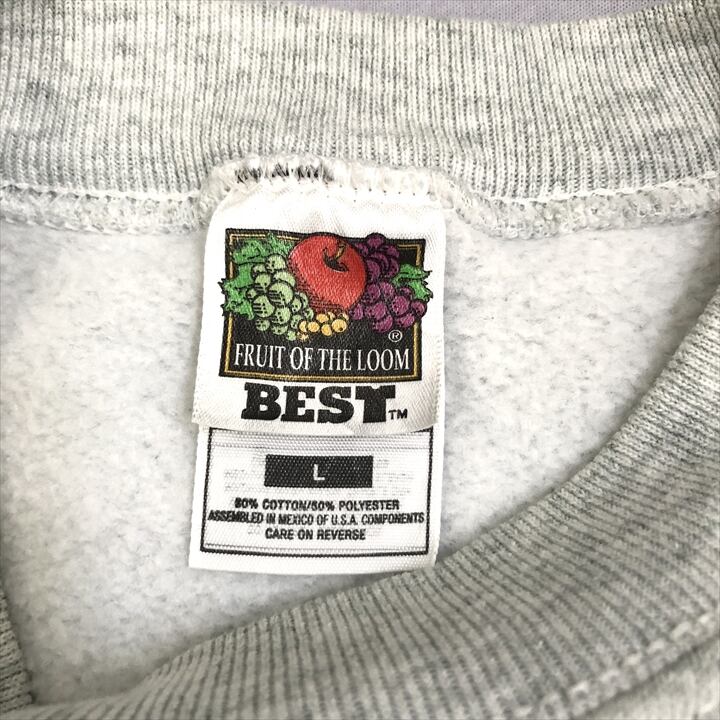 ®
FRUIT OF THE LOOM
BEST™
L
50% COTTON/50% POLYESTER
ASSEMBLED IN MEXICO OF U.S.A. COMPONENTS
CARE ON REVERSE